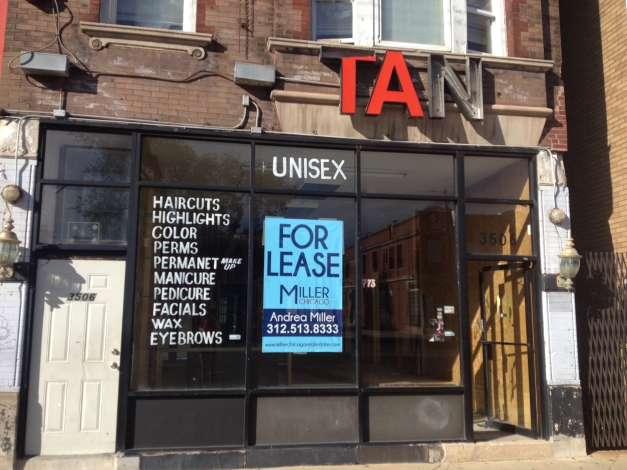 TAN
UNISEX
HAIRCUTS
HIGHLIGHTS
COLOR
PERMS
PERMANET MAKE UP
MANICURE
PEDICURE
FACIALS
WAX
EYEBROWS
FOR
LEASE
MILLER
CHICAGO
Andrea Miller
312.513.8333
3506